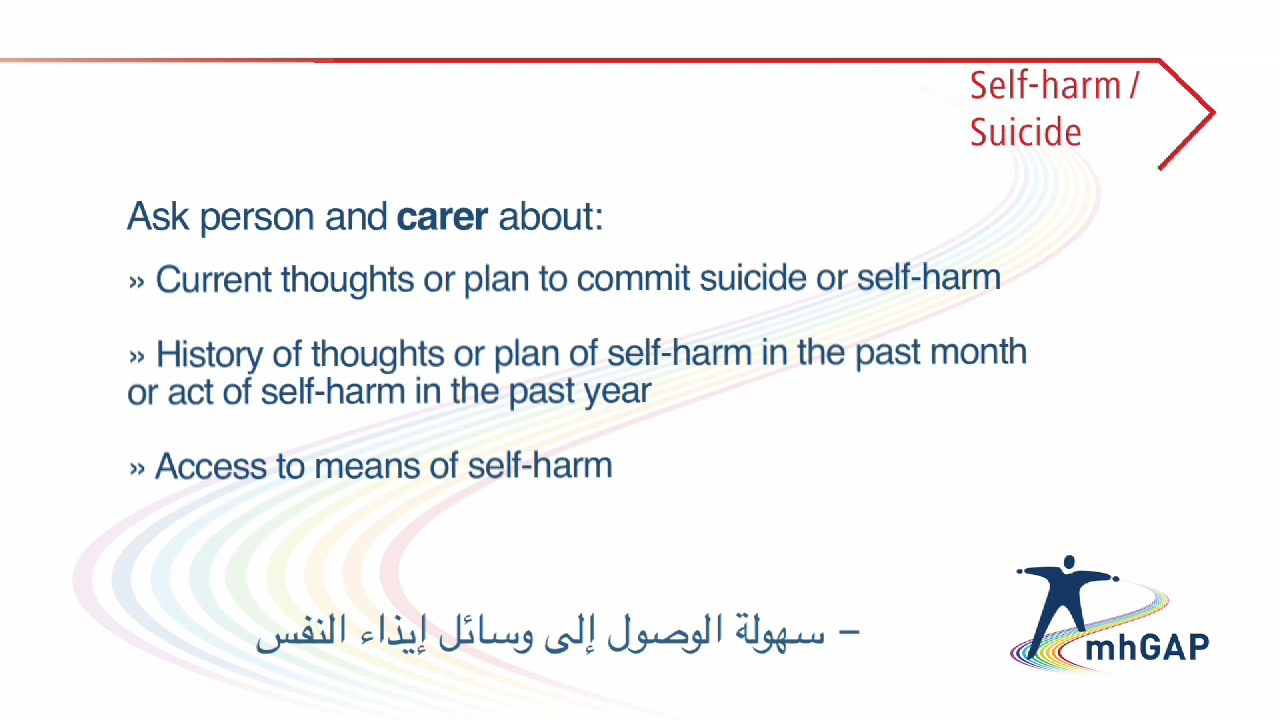 Self-harm /
Suicide
Ask person and carer about:
» Current thoughts or plan to commit suicide or self-harm
» History of thoughts or plan of self-harm in the past month
or act of self-harm in the past year
» Access to means of self-harm
– سهولة الوصول إلى وسائل إيذاء النفس
mhGAP